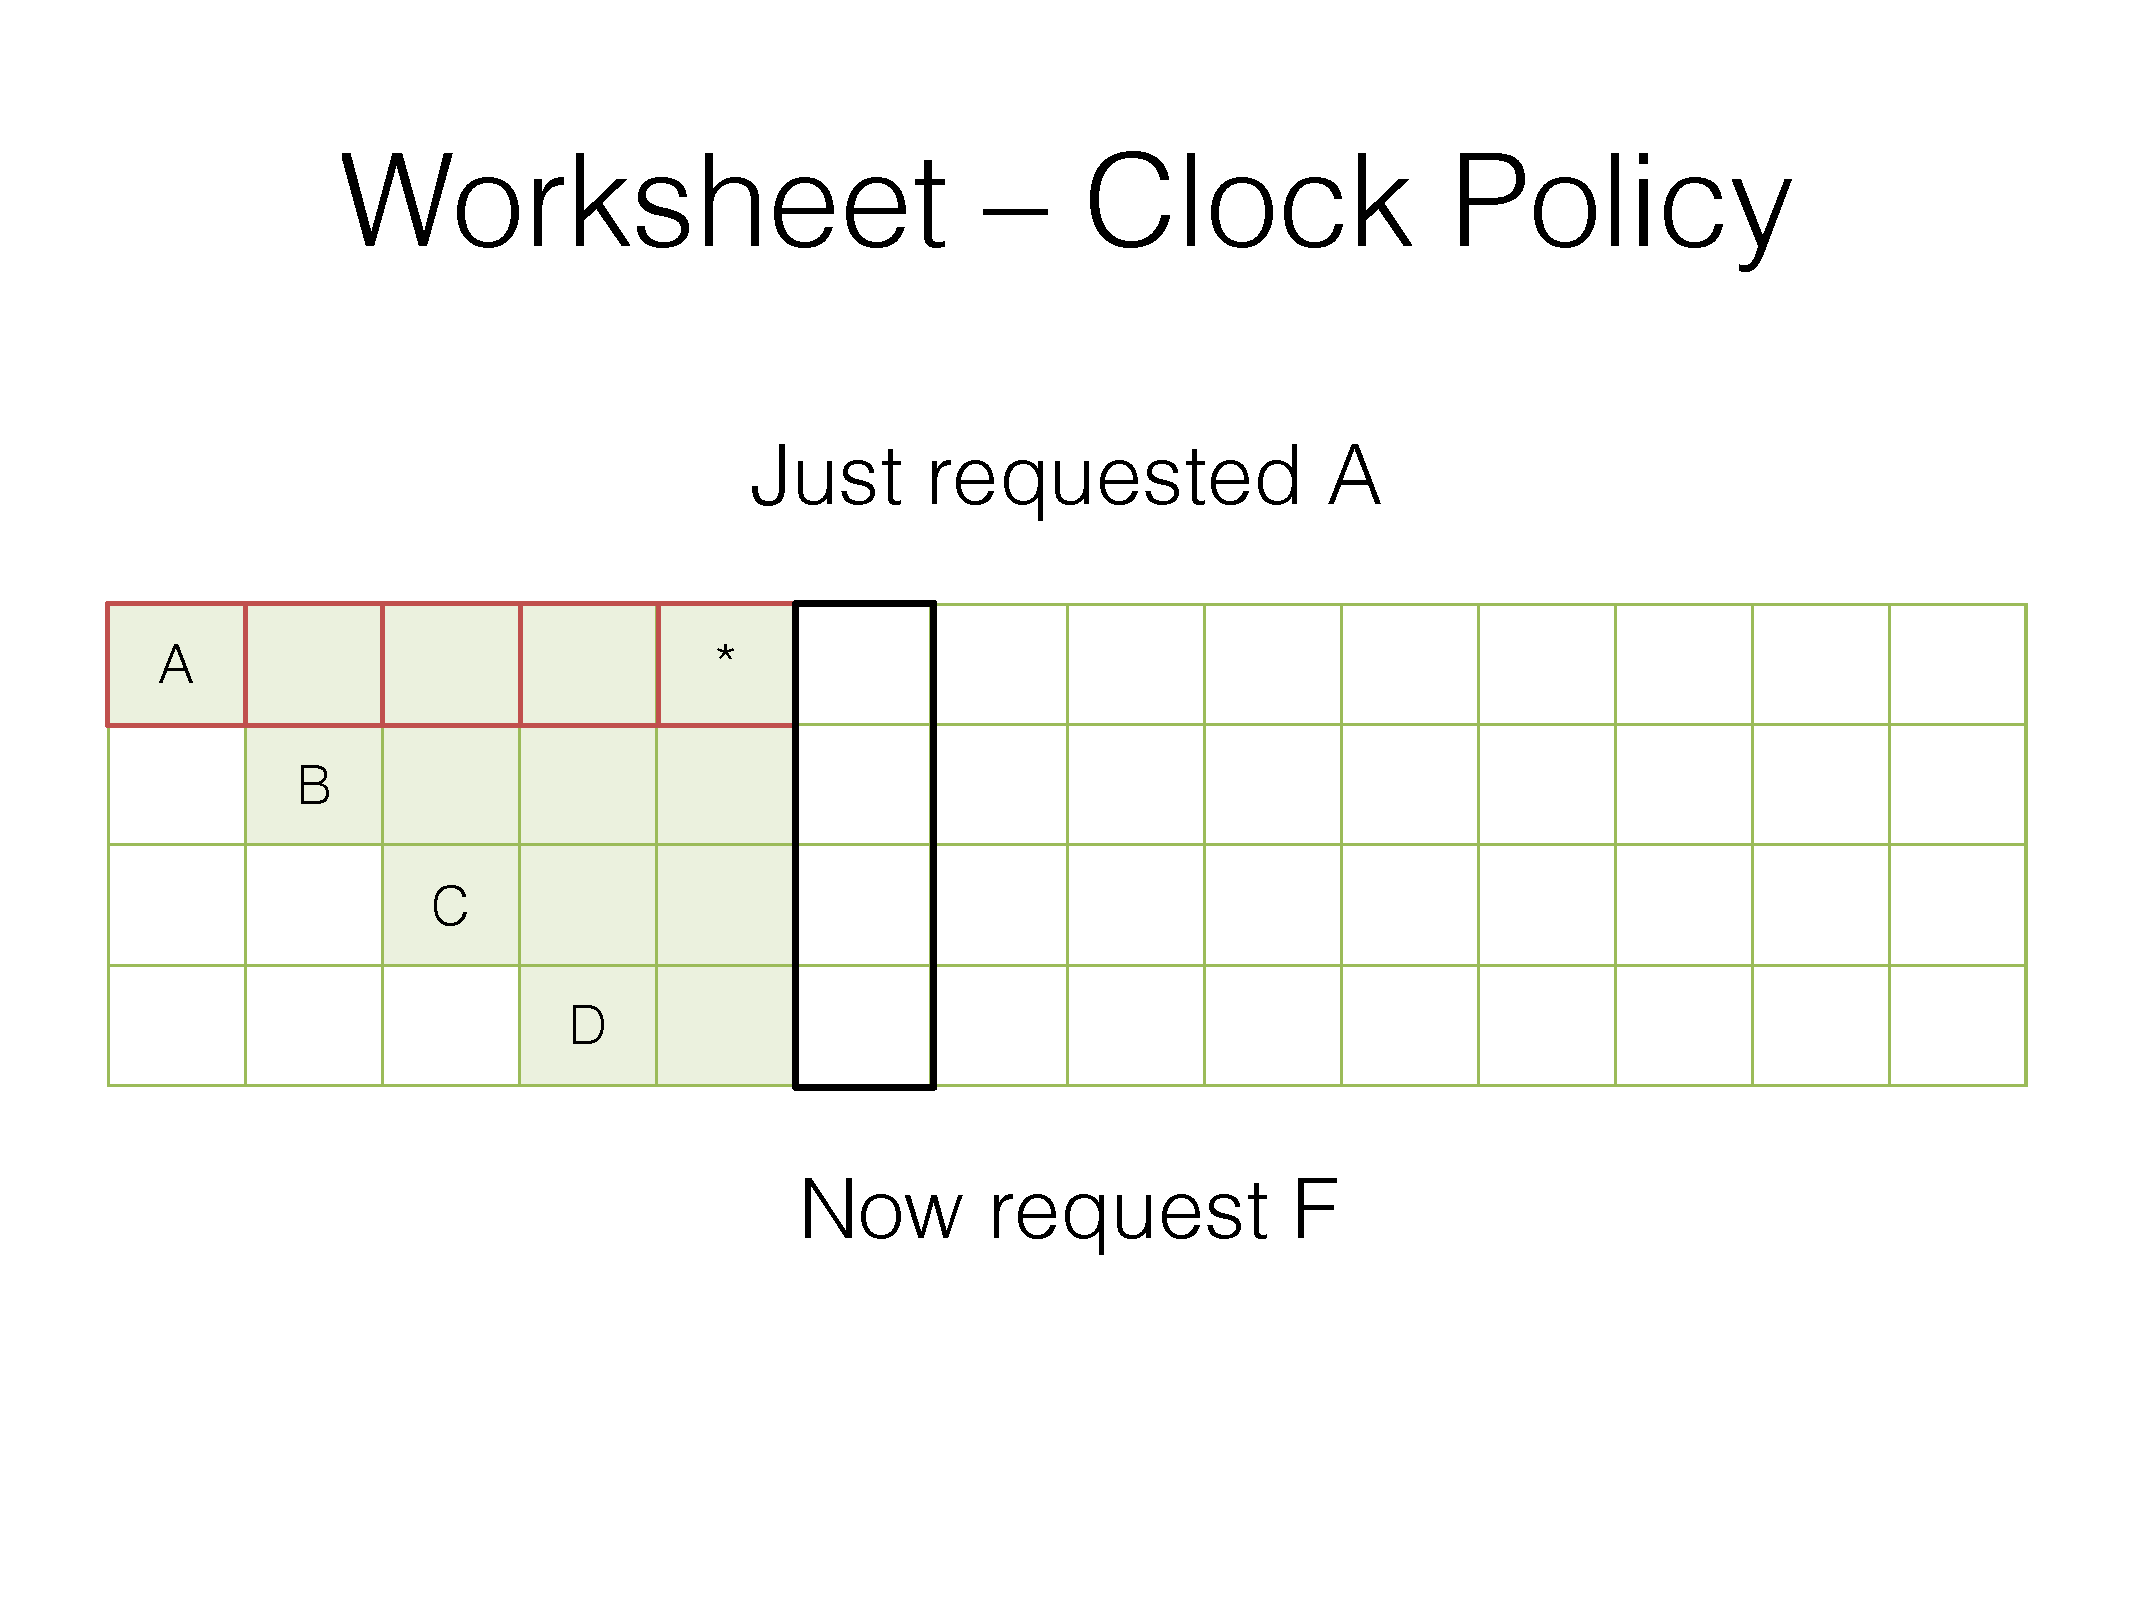 Worksheet – Clock Policy
Just requested A
A *
B
C
D
Now request F